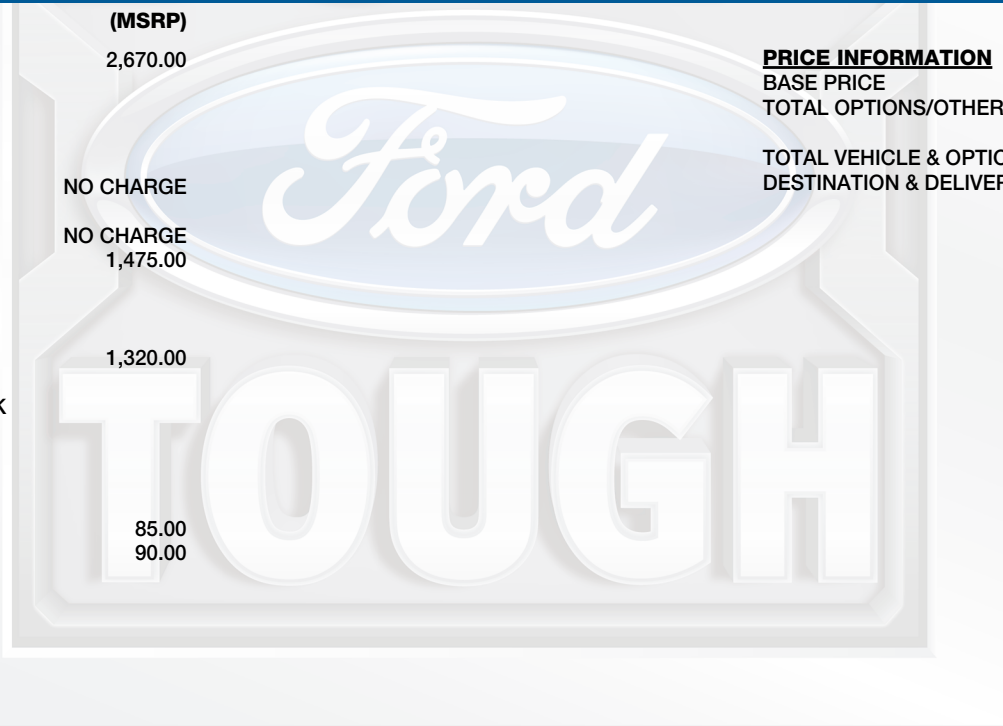 (MSRP)
2,670.00
NO CHARGE
NO CHARGE
1,475.00
1,320.00
K
85.00
90.00
PRICE INFORMATION
BASE PRICE
TOTAL OPTIONS/OTHER
TOTAL VEHICLE & OPTIO
DESTINATION & DELIVER
Ford
TOUGH